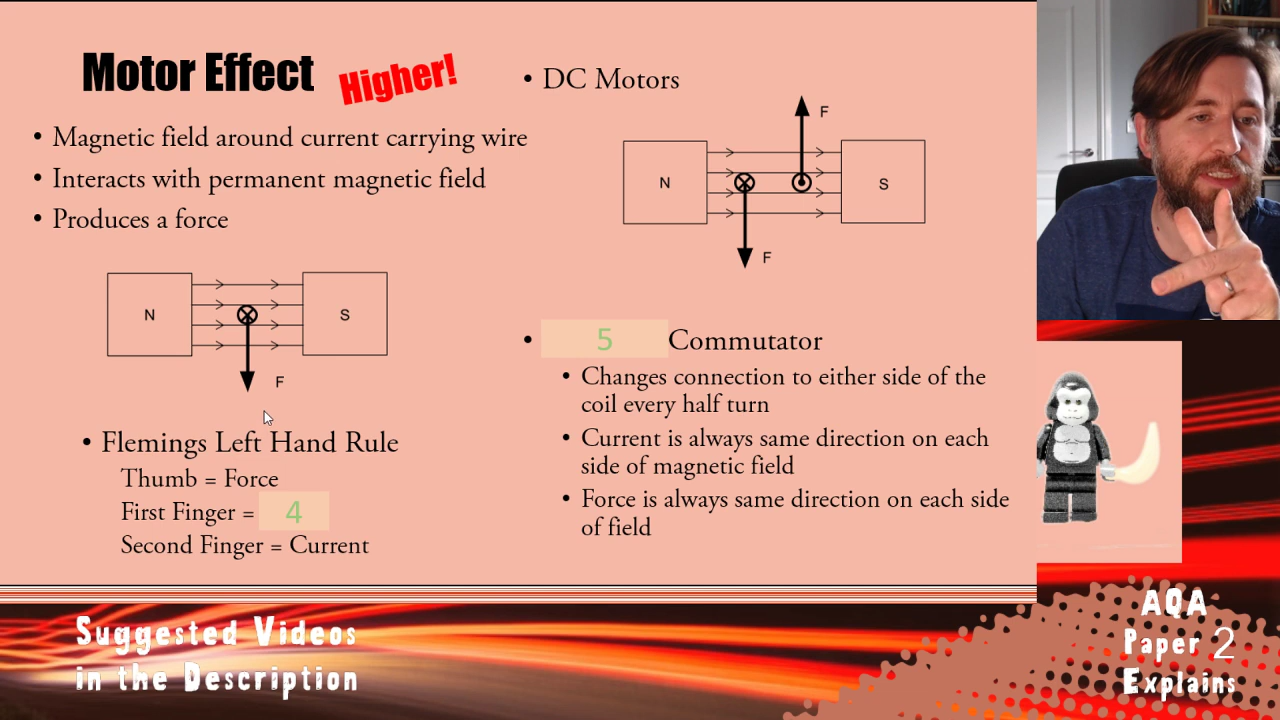 Motor Effect
Higher!
• Magnetic field around current carrying wire
• Interacts with permanent magnetic field
• Produces a force
N
S
F
• Flemings Left Hand Rule
Thumb = Force
First Finger = 4
Second Finger = Current
• DC Motors
F
N
S
F
• 5 Commutator
• Changes connection to either side of the
coil every half turn
• Current is always same direction on each
side of magnetic field
• Force is always same direction on each side
of field
Suggested Videos
in the Description
AQA
Paper 2
Explains